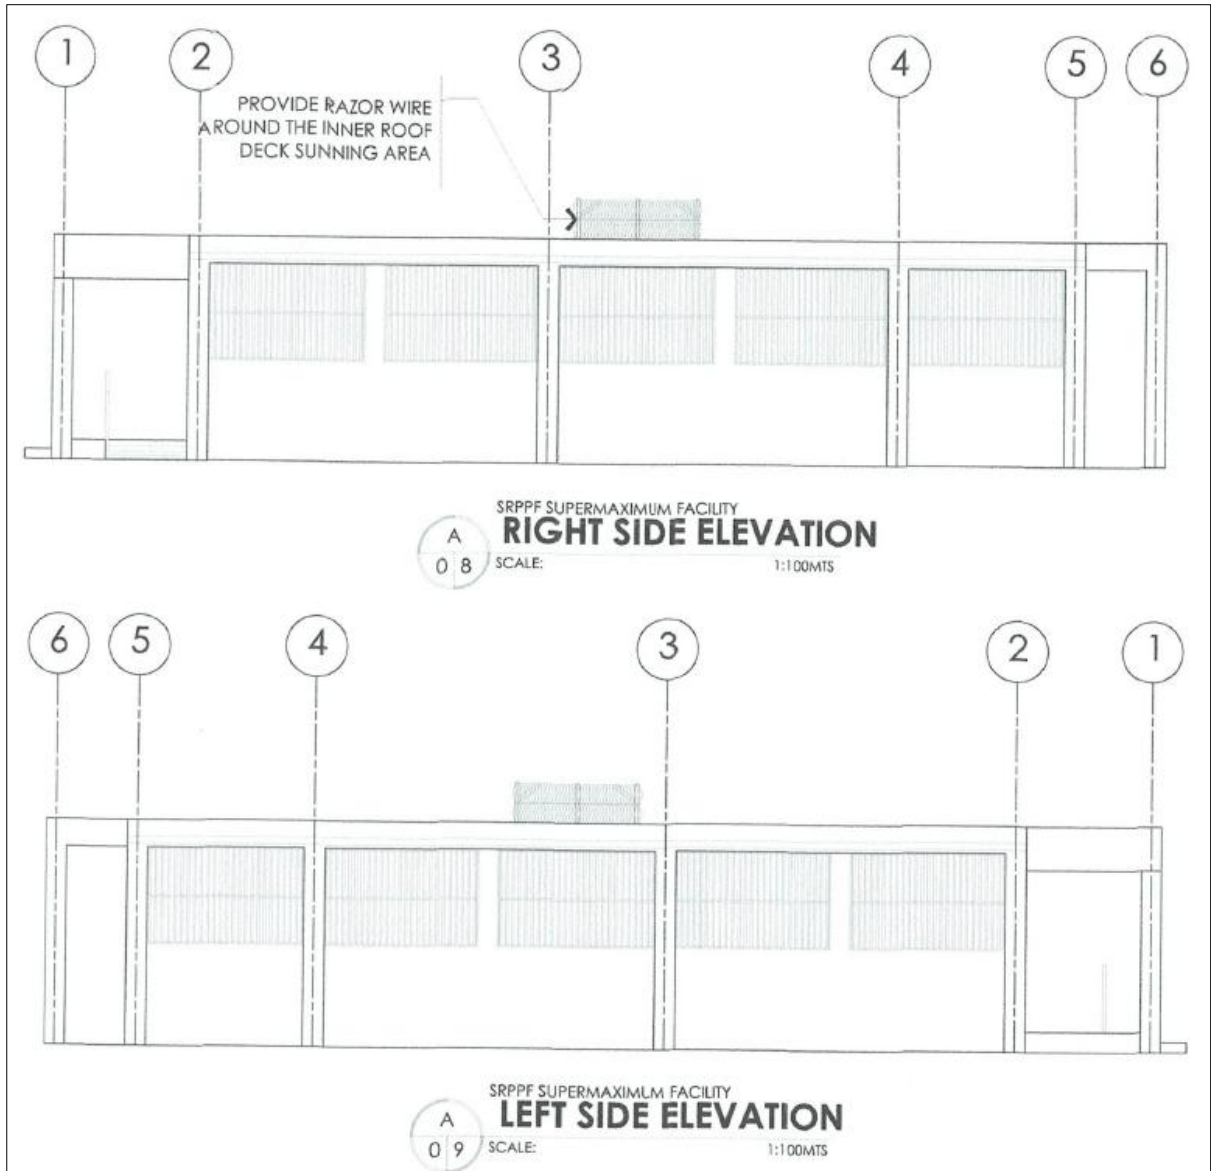 1 2 3 4 5 6
PROVIDE RAZOR WIRE
AROUND THE INNER ROOF
DECK SUNNING AREA
SRPPF SUPERMAXIMUM FACILITY
A RIGHT SIDE ELEVATION
0 8 SCALE: 1:100MTS
6 5 4 3 2 1
SRPPF SUPERMAXIMUM FACILITY
A LEFT SIDE ELEVATION
0 9 SCALE: 1:100MTS